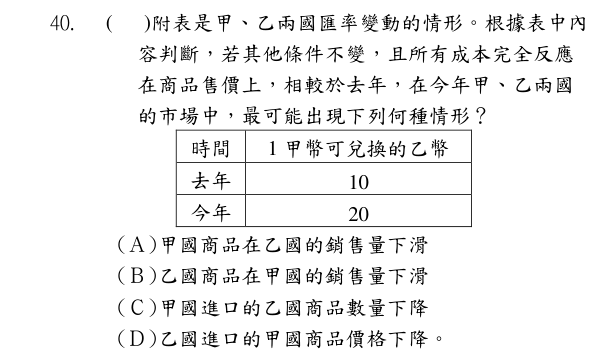 40. (　)附表是甲、乙兩國匯率變動的情形。根據表中內
容判斷，若其他條件不變，且所有成本完全反應
在商品售價上，相較於去年，在今年甲、乙兩國
的市場中，最可能出現下列何種情形？
時間 1 甲幣可兌換的乙幣
去年 10
今年 20
(A)甲國商品在乙國的銷售量下滑
(B)乙國商品在甲國的銷售量下滑
(C)甲國進口的乙國商品數量下降
(D)乙國進口的甲國商品價格下降。